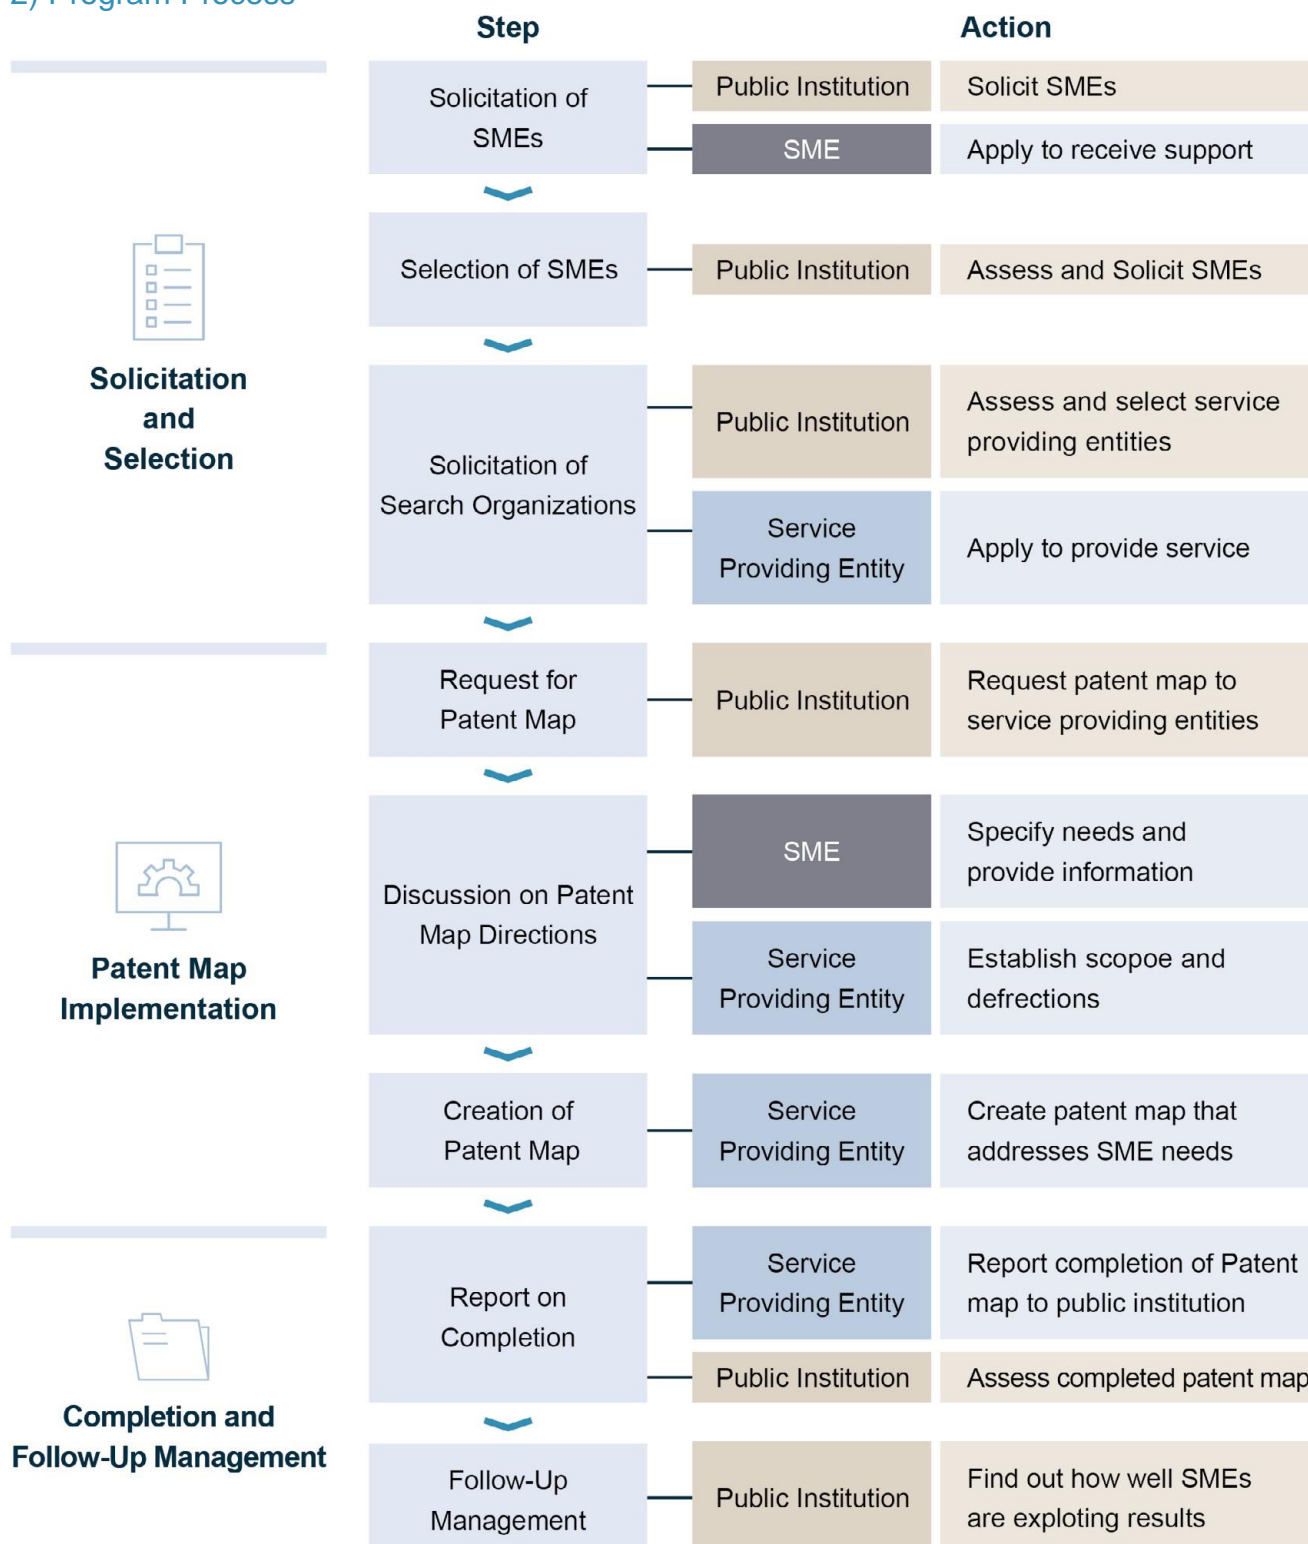 2) Program Process
Step
Action
Solicitation
and
Selection
Solicitation of
SMEs
Public Institution
Solicit SMEs
SME
Apply to receive support
Selection of SMEs
Public Institution
Assess and Solicit SMEs
Solicitation of
Search Organizations
Public Institution
Assess and select service
providing entities
Service
Providing Entity
Apply to provide service
Patent Map
Implementation
Request for
Patent Map
Public Institution
Request patent map to
service providing entities
Discussion on Patent
Map Directions
SME
Specify needs and
provide information
Service
Providing Entity
Establish scopoe and
defrections
Creation of
Patent Map
Service
Providing Entity
Create patent map that
addresses SME needs
Completion and
Follow-Up Management
Report on
Completion
Service
Providing Entity
Report completion of Patent
map to public institution
Public Institution
Assess completed patent map
Follow-Up
Management
Public Institution
Find out how well SMEs
are exploting results